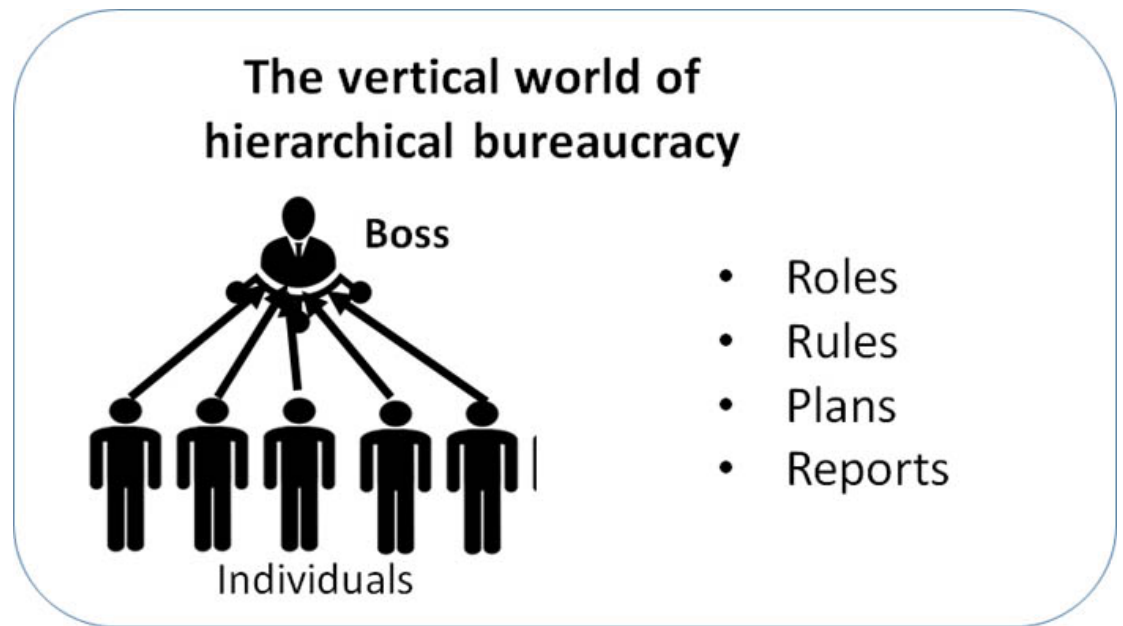 The vertical world of
hierarchical bureaucracy
Boss
• Roles
• Rules
• Plans
• Reports
Individuals